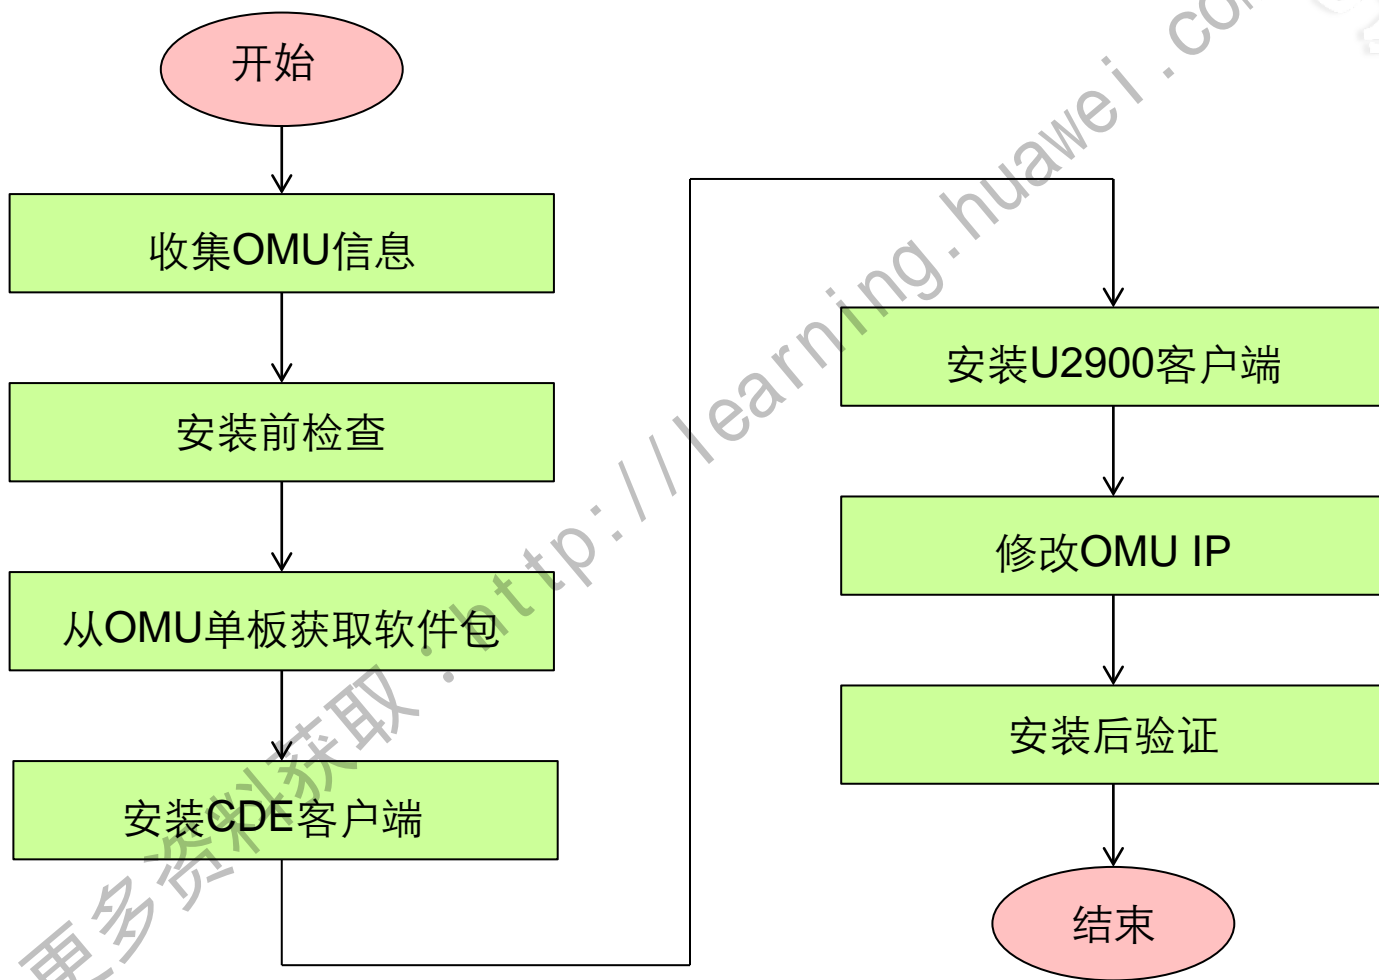 开始
收集OMU信息
安装前检查
从OMU单板获取软件包
安装CDE客户端
安装U2900客户端
修改OMU IP
安装后验证
结束
更多资料获取：http://learning.huawei.com